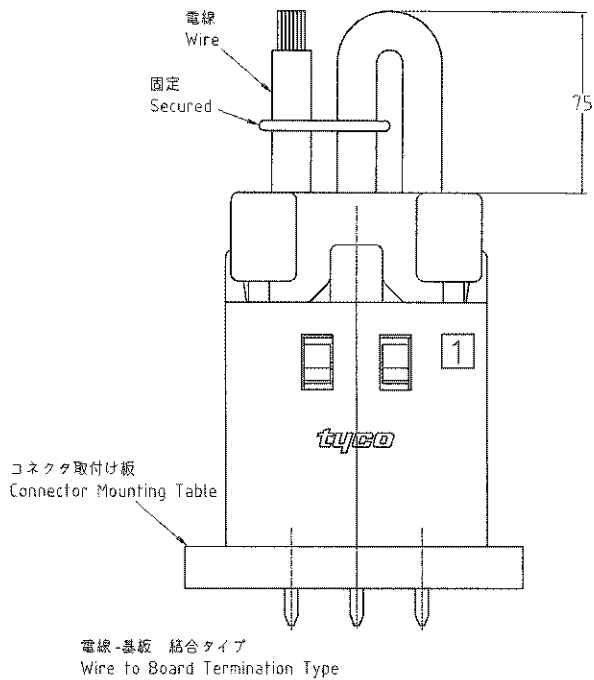 電線
Wire
固定
Secured
75
1
tyco
コネクタ取付け板
Connector Mounting Table
電線-基板 結合タイプ
Wire to Board Termination Type